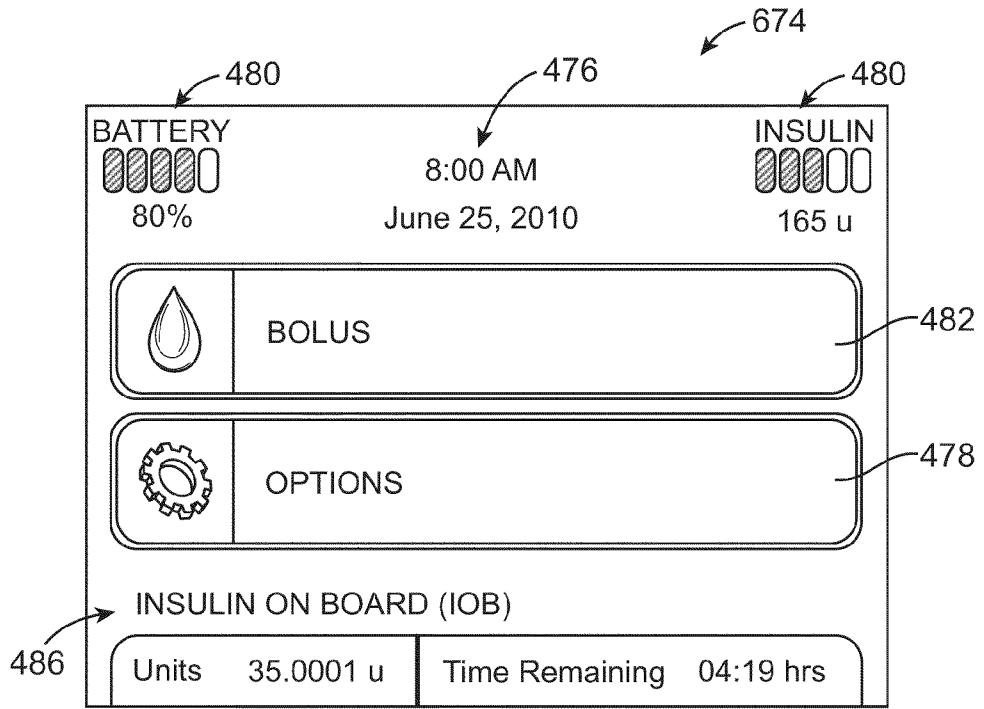 674
480 476 480
BATTERY INSULIN
8:00 AM
80% June 25, 2010 165 u
BOLUS 482
OPTIONS 478
INSULIN ON BOARD (IOB)
486 Units 35.0001 u Time Remaining 04:19 hrs